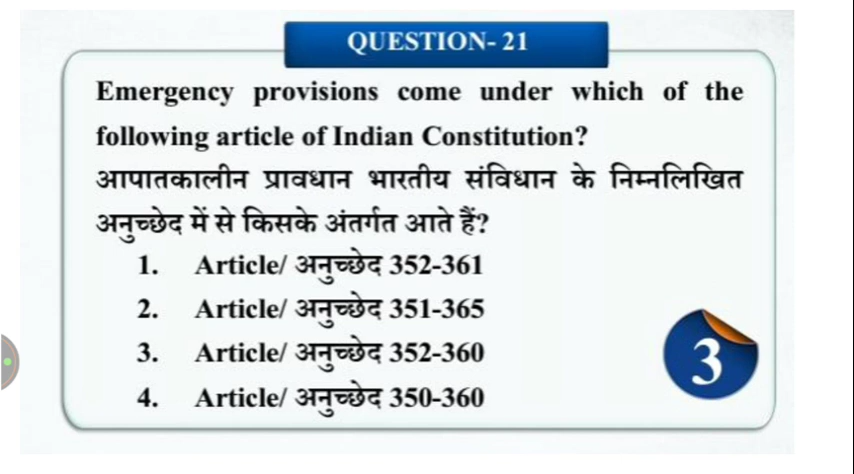 QUESTION- 21
Emergency provisions come under which of the
following article of Indian Constitution?
आपातकालीन प्रावधान भारतीय संविधान के निम्नलिखित
अनुच्छेद में से किसके अंतर्गत आते हैं?
1. Article/ अनुच्छेद 352-361
2. Article/ अनुच्छेद 351-365
3. Article/ अनुच्छेद 352-360
4. Article/ अनुच्छेद 350-360
3